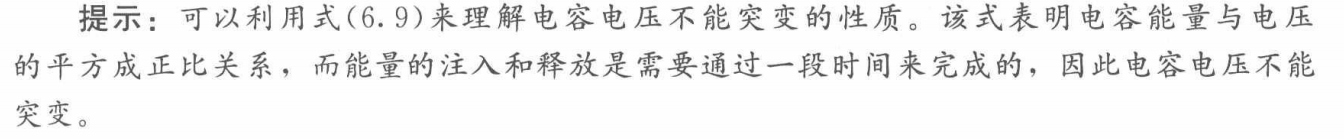 提示：可以利用式(6.9)来理解电容电压不能突变的性质。该式表明电容能量与电压
的平方成正比关系，而能量的注入和释放是需要通过一段时间来完成的，因此电容电压不能
突变。